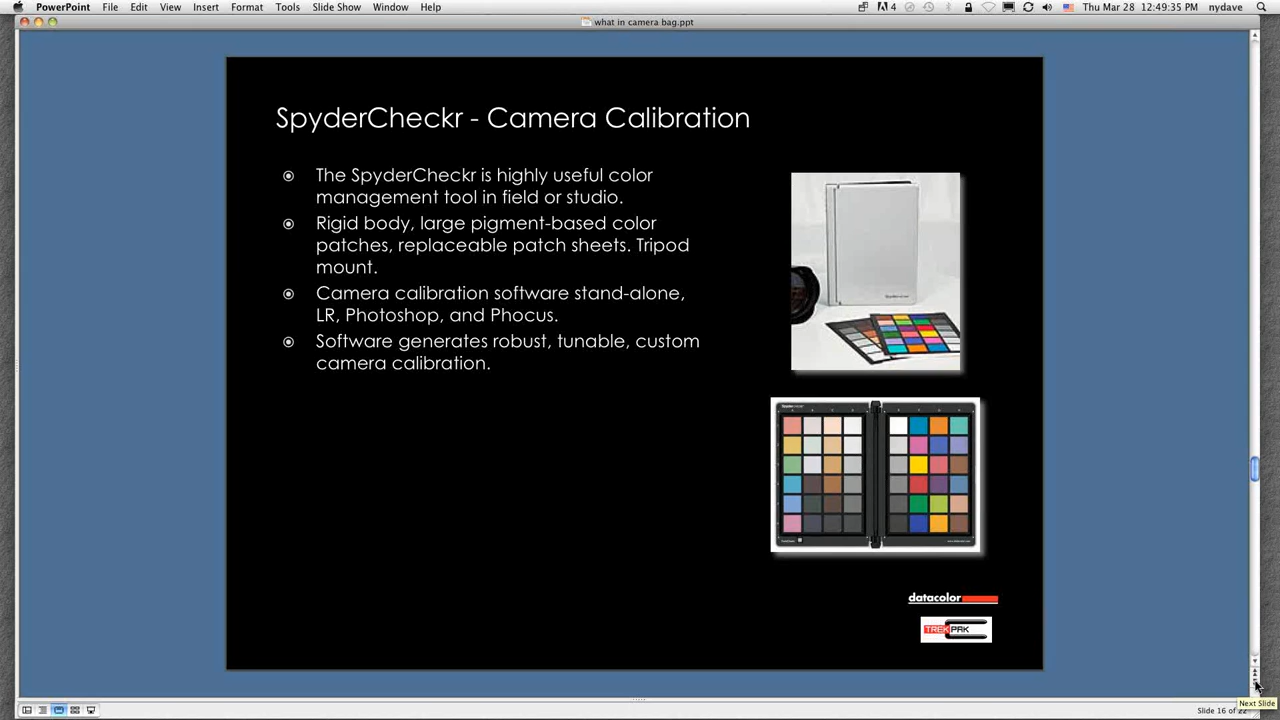 PowerPoint File Edit View Insert Format Tools Slide Show Window Help 4 Thu Mar 28 12:49:35 PM nydave
what in camera bag.ppt
SpyderCheckr - Camera Calibration
The SpyderCheckr is highly useful color
management tool in field or studio.
Rigid body, large pigment-based color
patches, replaceable patch sheets. Tripod
mount.
Camera calibration software stand-alone,
LR, Photoshop, and Phocus.
Software generates robust, tunable, custom
camera calibration.
datacolor
TREKPAK
Next Slide
Slide 16 of 22